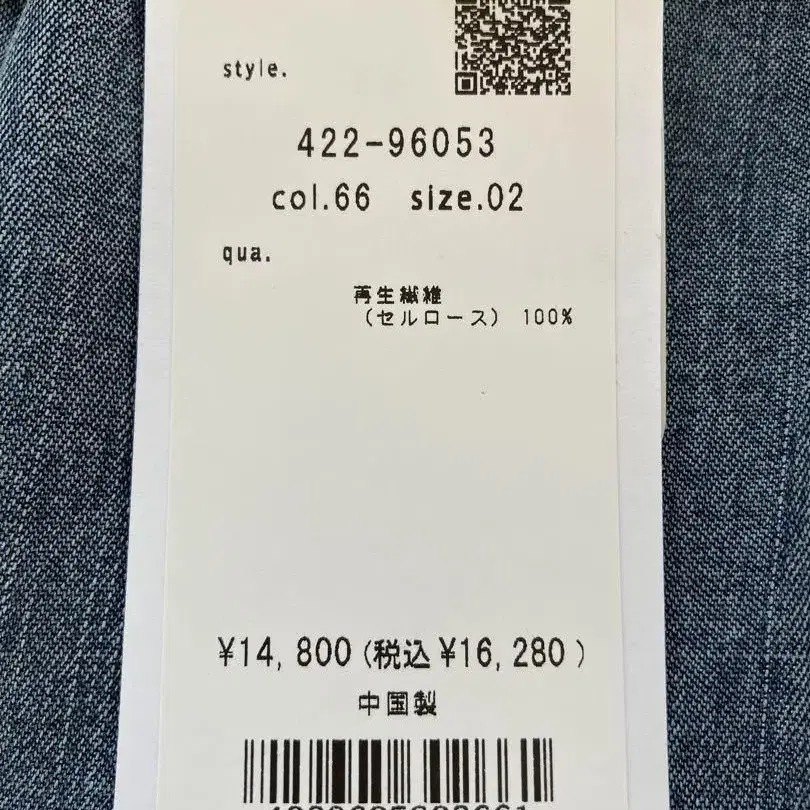 style.
422-96053
col.66 size.02
qua.
再生繊維
(セルロース) 100%
¥14,800(税込¥16,280)
中国製